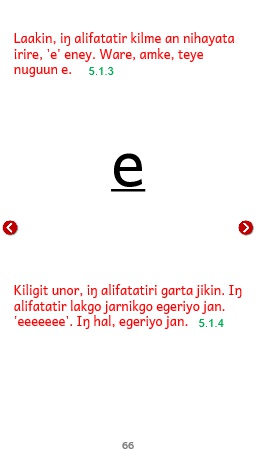 Laakin, iŋ alifatatir kilme an nihayata
irire, 'e' eney. Ware, amke, teye
nuguun e. 5.1.3
e
Kiligit unor, iŋ alifatatiri garta jikin. Iŋ
alifatatir lakgo jarnikgo egeriyo jan.
'eeeeeee'. Iŋ hal, egeriyo jan. 5.1.4
66